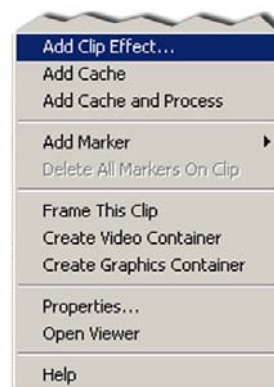 Add Clip Effect...
Add Cache
Add Cache and Process
Add Marker
Delete All Markers On Clip
Frame This Clip
Create Video Container
Create Graphics Container
Properties...
Open Viewer
Help